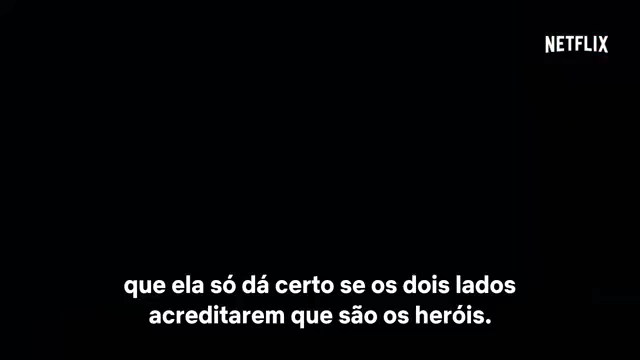 NETFLIX
que ela só dá certo se os dois lados
acreditarem que são os heróis.